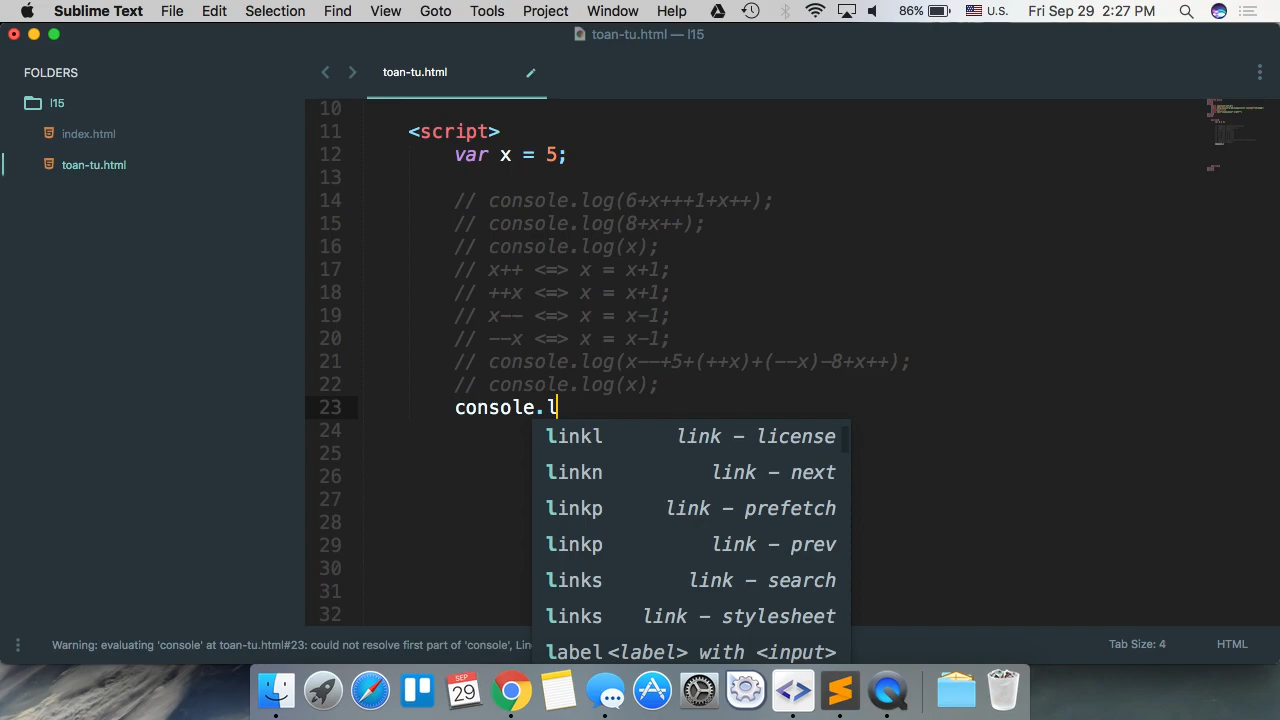 Sublime Text File Edit Selection Find View Goto Tools Project Window Help 86% U.S. Fri Sep 29 2:27 PM
toan-tu.html — l15
FOLDERS
l15
index.html
toan-tu.html
toan-tu.html
10
11 <script>
12 var x = 5;
13
14 // console.log(6+x+++1+x++);
15 // console.log(8+x++);
16 // console.log(x);
17 // x++ <=> x = x+1;
18 // ++x <=> x = x+1;
19 // x-- <=> x = x-1;
20 // --x <=> x = x-1;
21 // console.log(x--+5+(++x)+(--x)-8+x++);
22 // console.log(x);
23 console.l
24
25
26
27
28
29
30
31
32
linkl link – license
linkn link – next
linkp link – prefetch
linkp link – prev
links link – search
links link – stylesheet
label <label> with <input>
Warning: evaluating 'console' at toan-tu.html#23: could not resolve first part of 'console', Lin
Tab Size: 4 HTML
SEP
29